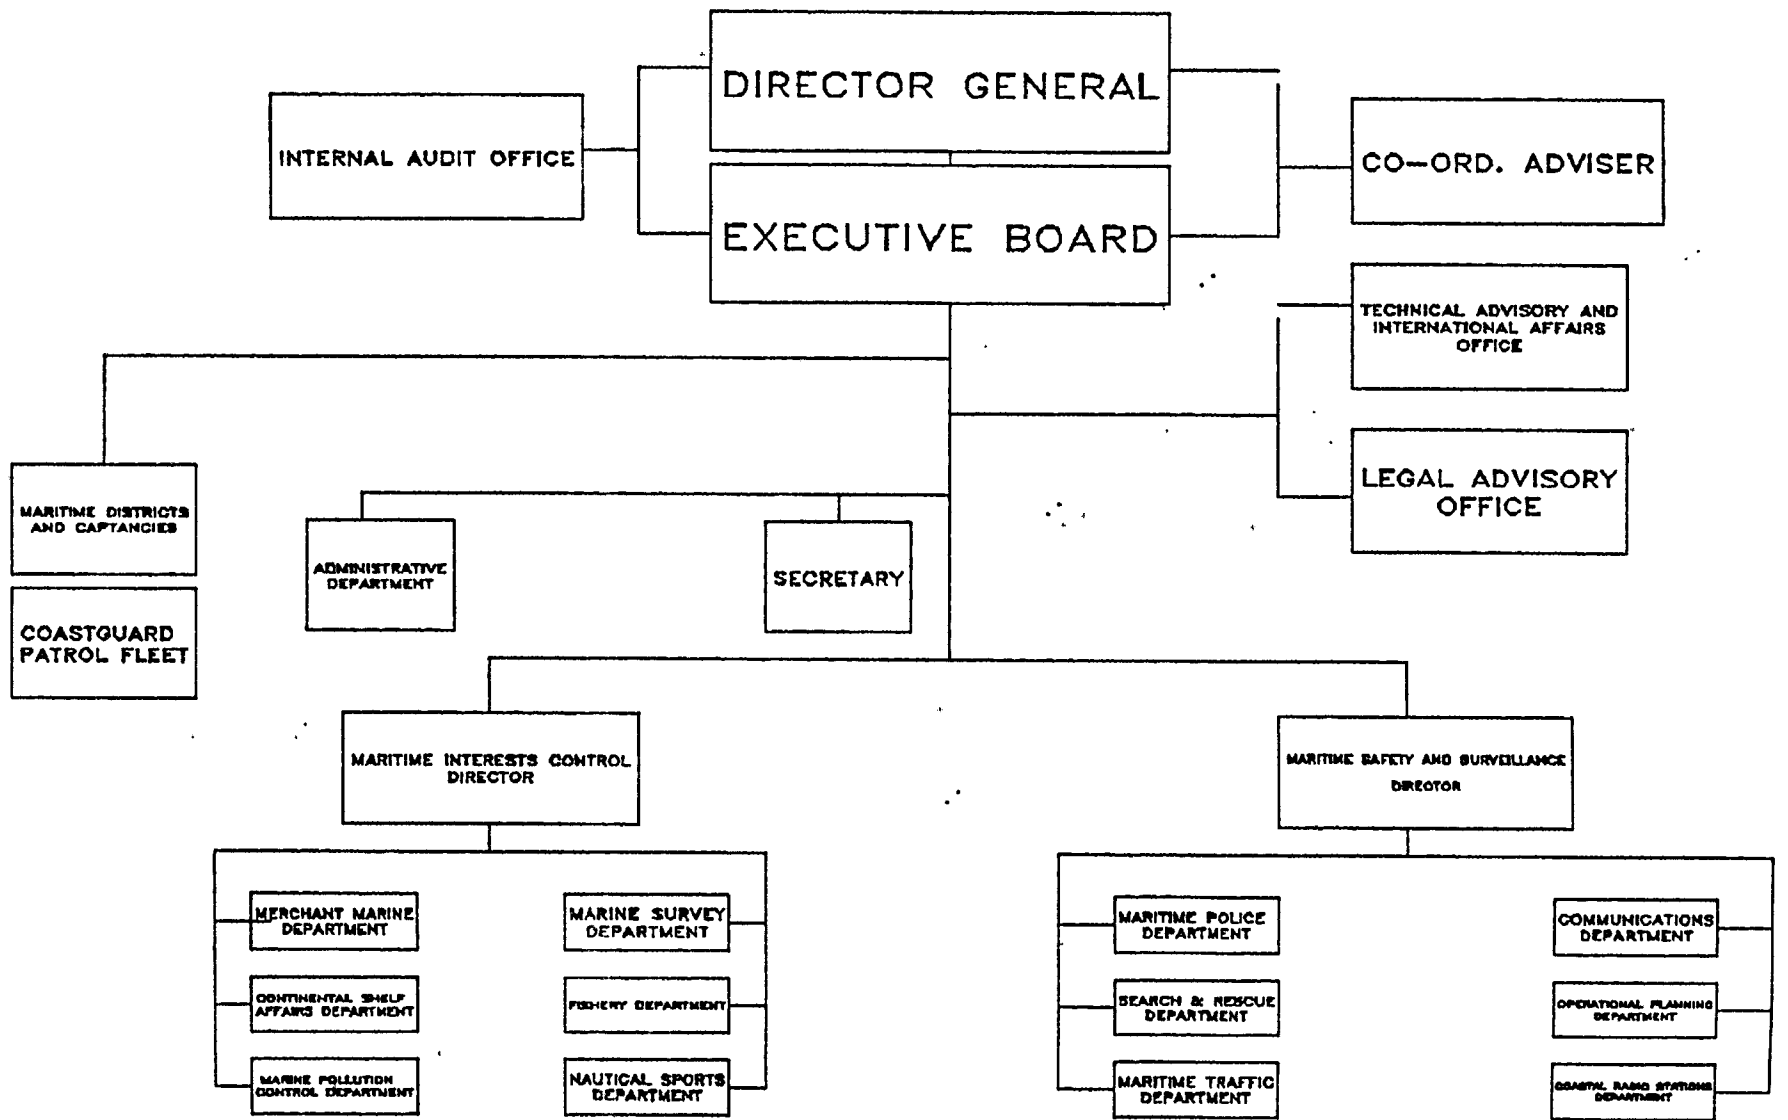 DIRECTOR GENERAL
INTERNAL AUDIT OFFICE
CO-ORD. ADVISER
EXECUTIVE BOARD
TECHNICAL ADVISORY AND
INTERNATIONAL AFFAIRS
OFFICE
LEGAL ADVISORY
OFFICE
MARITIME DISTRICTS
AND CAPTANCIES
COASTGUARD
PATROL FLEET
ADMINISTRATIVE
DEPARTMENT
SECRETARY
MARITIME INTERESTS CONTROL
DIRECTOR
MARITIME SAFETY AND SURVEILLANCE
DIRECTOR
MERCHANT MARINE
DEPARTMENT
MARINE SURVEY
DEPARTMENT
CONTINENTAL SHELF
AFFAIRS DEPARTMENT
FISHERY DEPARTMENT
MARINE POLLUTION
CONTROL DEPARTMENT
NAUTICAL SPORTS
DEPARTMENT
MARITIME POLICE
DEPARTMENT
COMMUNICATIONS
DEPARTMENT
SEARCH & RESCUE
DEPARTMENT
OPERATIONAL PLANNING
DEPARTMENT
MARITIME TRAFFIC
DEPARTMENT
COASTAL RADIO STATIONS
DEPARTMENT